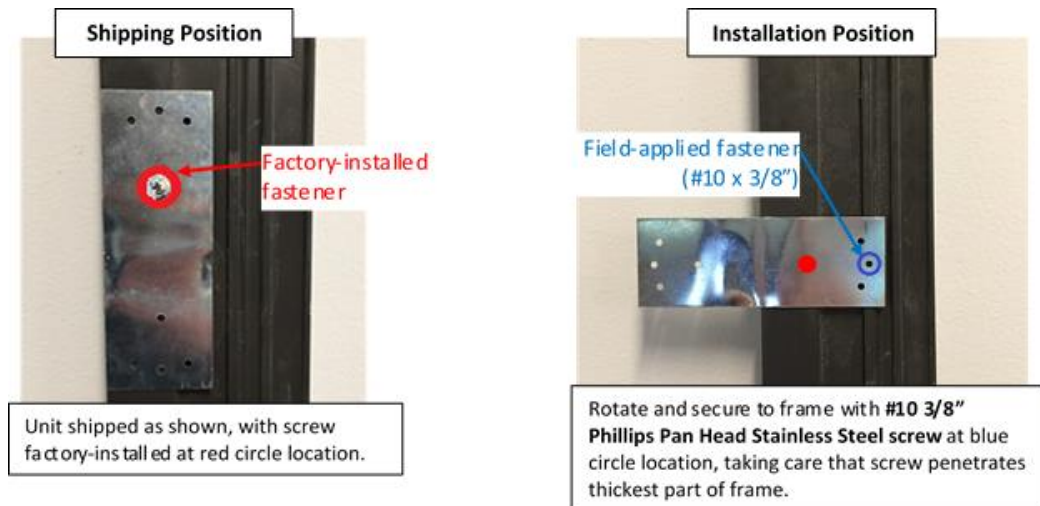 Shipping Position
Factory-installed
fastener
Unit shipped as shown, with screw
factory-installed at red circle location.
Installation Position
Field-applied fastener
(#10 x 3/8”)
Rotate and secure to frame with #10 3/8”
Phillips Pan Head Stainless Steel screw at blue
circle location, taking care that screw penetrates
thickest part of frame.